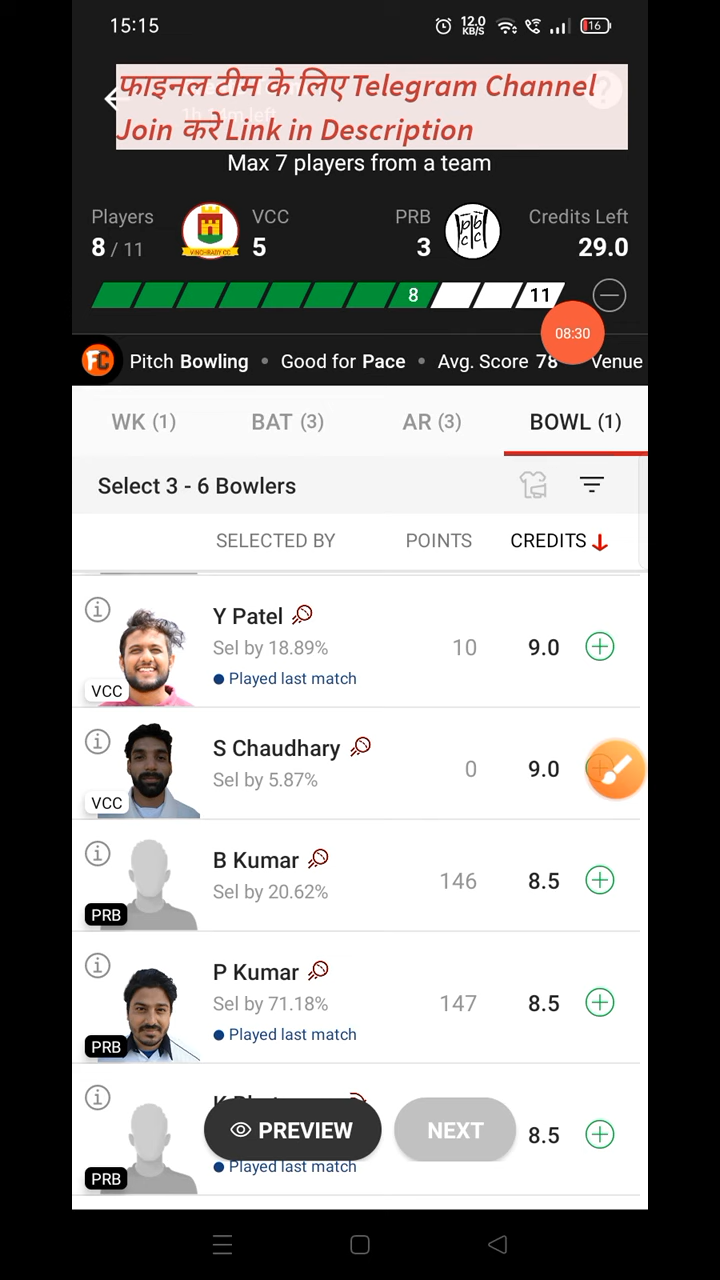 15:15 12.0 KB/S 16
फाइनल टीम के लिए Telegram Channel
Join करें Link in Description
Max 7 players from a team
Players VCC PRB Credits Left
8 / 11 5 3 29.0
VINOHRADY CC
8 11
08:30
FC Pitch Bowling • Good for Pace • Avg. Score 78 Venue
WK (1) BAT (3) AR (3) BOWL (1)
Select 3 - 6 Bowlers
SELECTED BY POINTS CREDITS
Y Patel
Sel by 18.89% 10 9.0
Played last match
VCC
S Chaudhary
Sel by 5.87% 0 9.0
VCC
B Kumar
Sel by 20.62% 146 8.5
PRB
P Kumar
Sel by 71.18% 147 8.5
Played last match
PRB
8.5
PREVIEW NEXT
Played last match
PRB